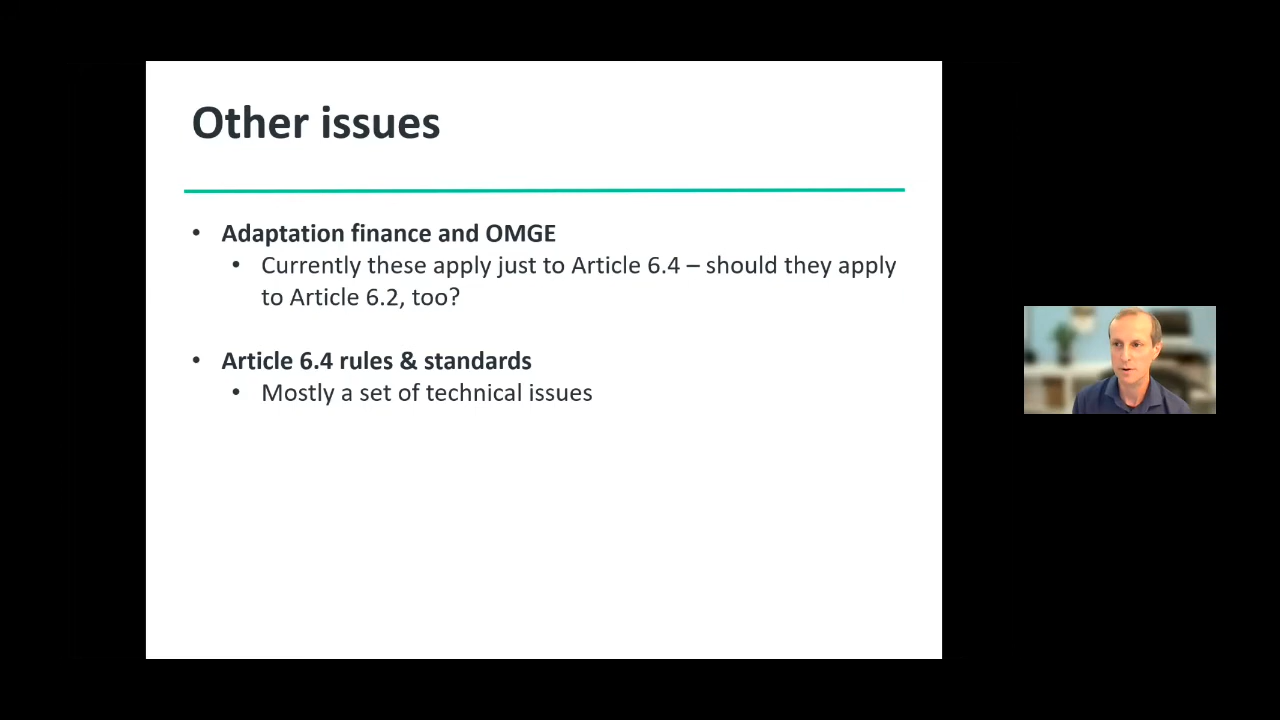 Other issues
• Adaptation finance and OMGE
• Currently these apply just to Article 6.4 – should they apply
to Article 6.2, too?
• Article 6.4 rules & standards
• Mostly a set of technical issues